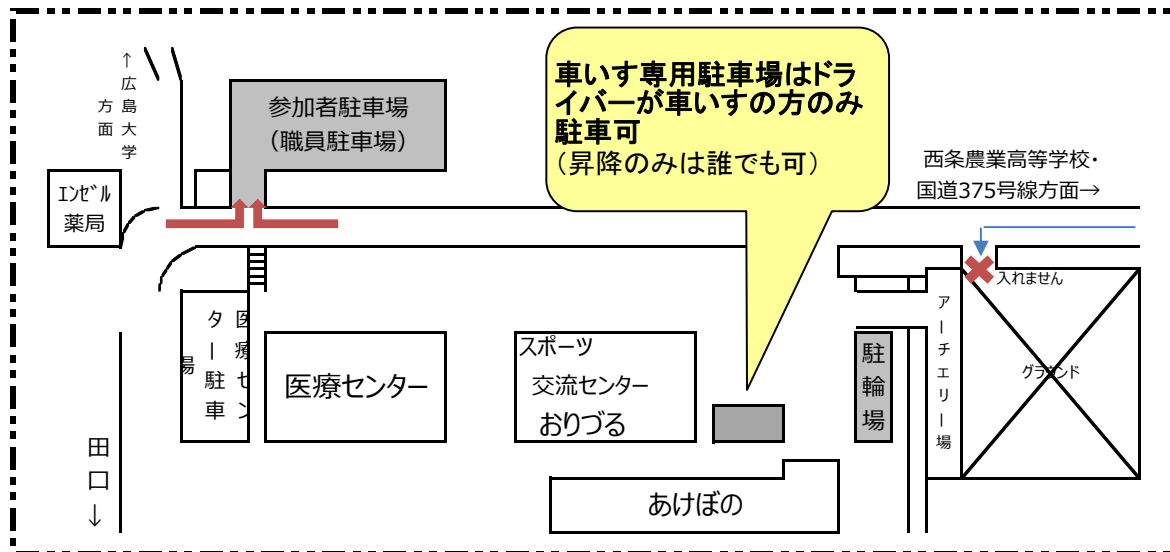 ↑広島大学
方面
参加者駐車場
（職員駐車場）
車いす専用駐車場はドラ
イバーが車いすの方のみ
駐車可
（昇降のみは誰でも可）
西条農業高等学校・
国道375号線方面→
ｴﾝｾﾞﾙ
薬局
入れません
医療セン
ター駐車
場
医療センター
スポーツ
交流センター
おりづる
駐輪場
アーチェリー場
グラウンド
田口↓
あけぼの